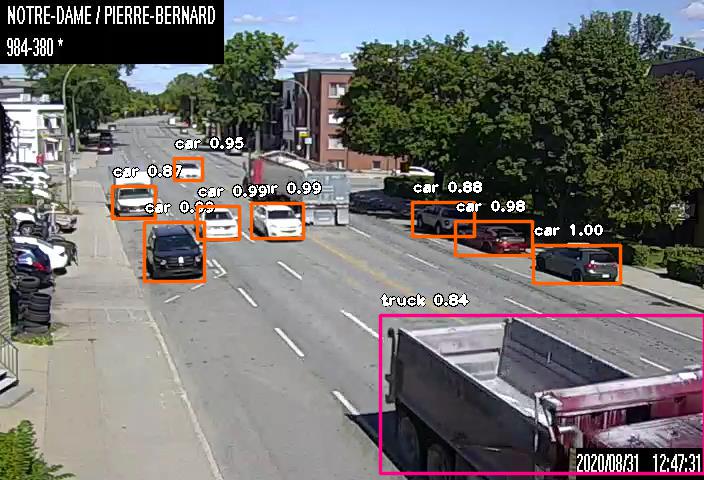 NOTRE-DAME / PIERRE-BERNARD
984-380 *
car 0.95
car 0.87
car 0.99
0.99
car 0.88
car
car 0.98
car 1.00
truck 0.84
2020/08/31 12:47:31